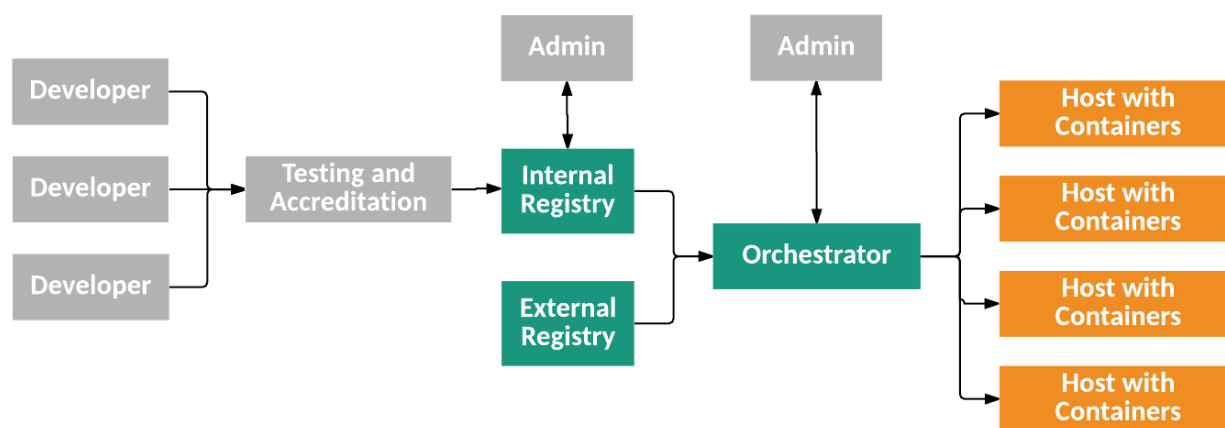 Developer
Developer
Developer
Testing and
Accreditation
Admin
Internal
Registry
External
Registry
Admin
Orchestrator
Host with
Containers
Host with
Containers
Host with
Containers
Host with
Containers